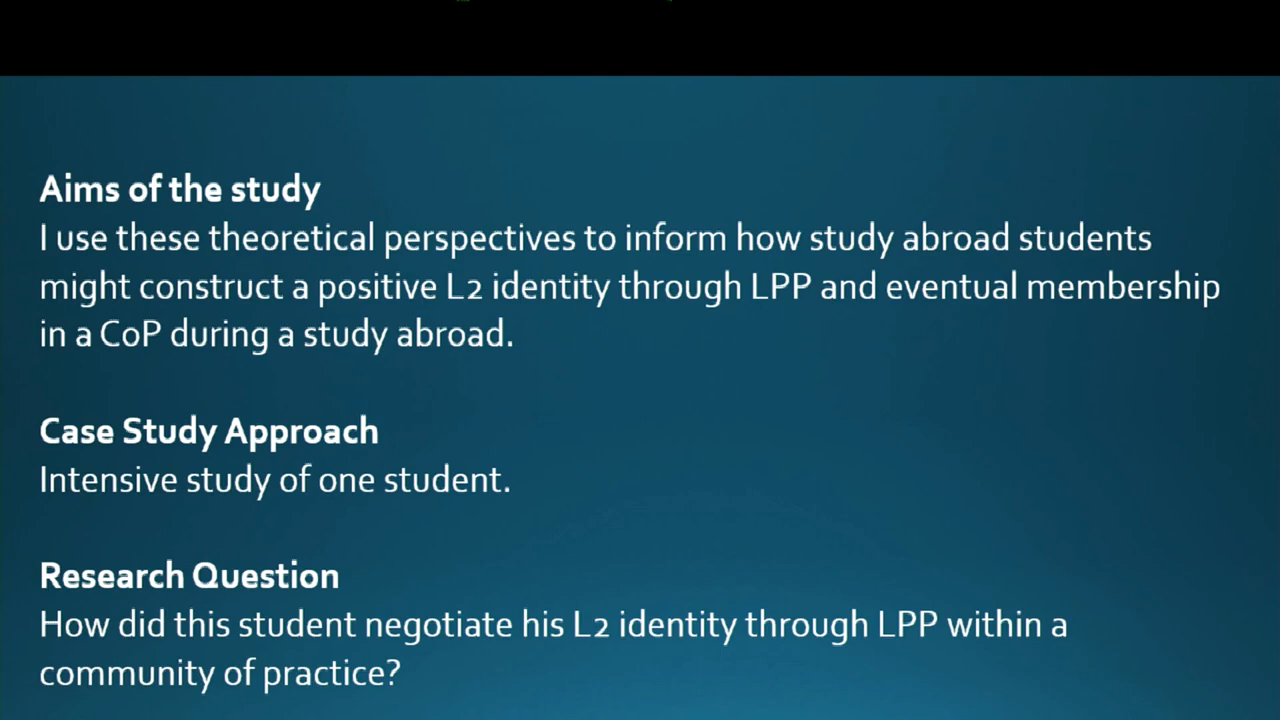 Aims of the study
I use these theoretical perspectives to inform how study abroad students
might construct a positive L2 identity through LPP and eventual membership
in a CoP during a study abroad.
Case Study Approach
Intensive study of one student.
Research Question
How did this student negotiate his L2 identity through LPP within a
community of practice?